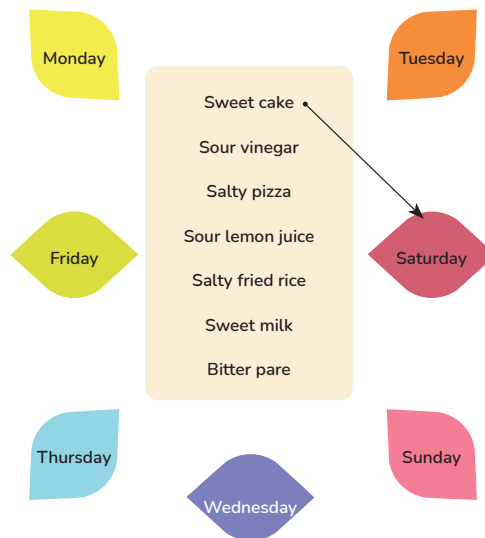 Monday
Tuesday
Sweet cake
Sour vinegar
Salty pizza
Sour lemon juice
Salty fried rice
Sweet milk
Bitter pare
Friday
Saturday
Thursday
Sunday
Wednesday